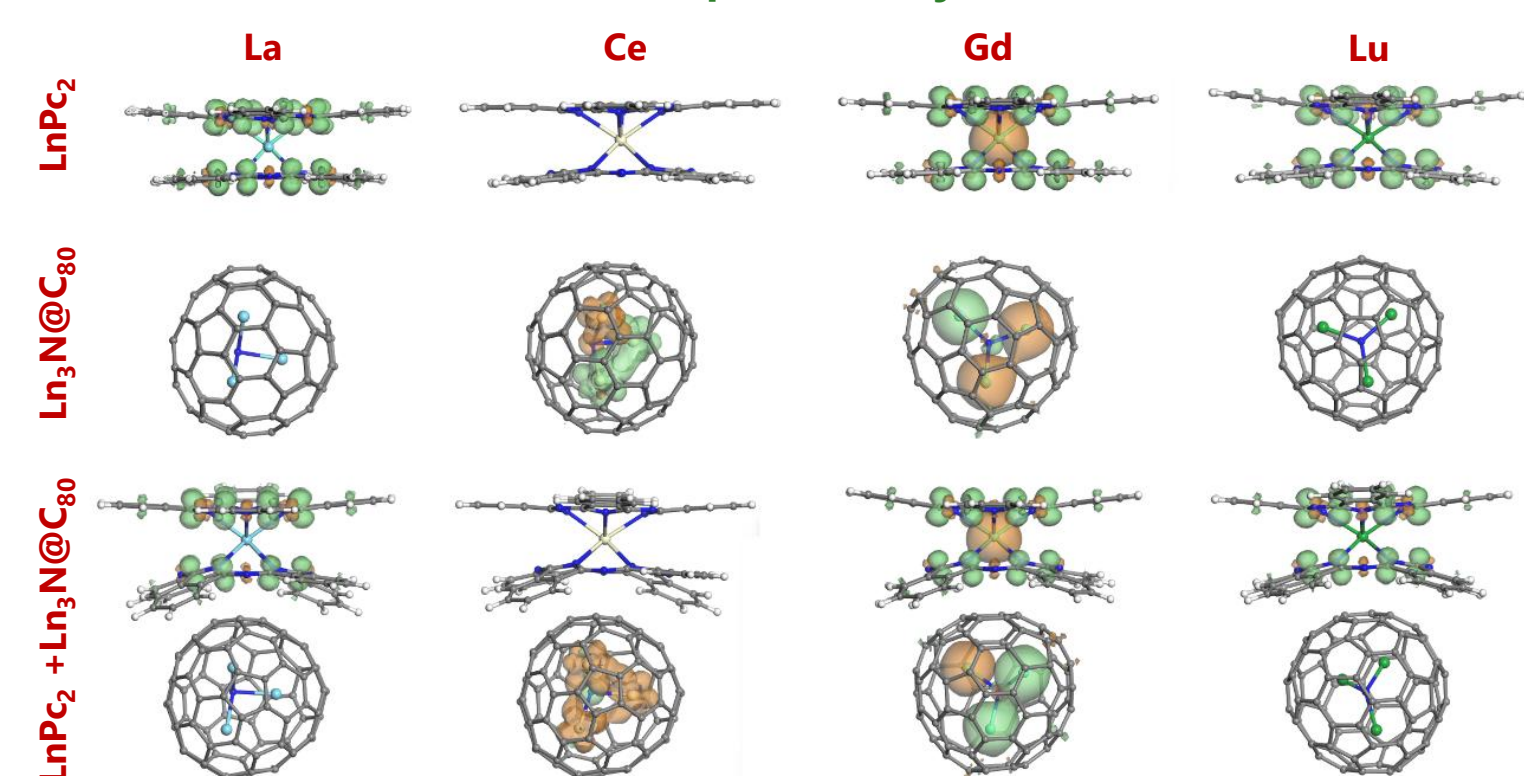 La Ce Gd Lu
LnPc₂
Ln₃N@C₈₀
LnPc₂ +Ln₃N@C₈₀